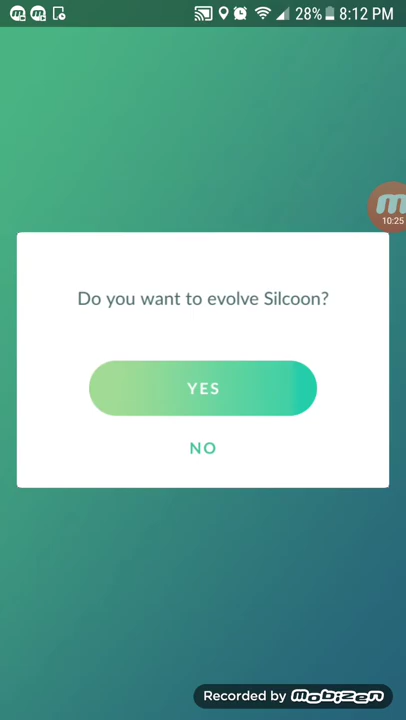 28% 8:12 PM
10:25
Do you want to evolve Silcoon?
YES
NO
Recorded by mobizen